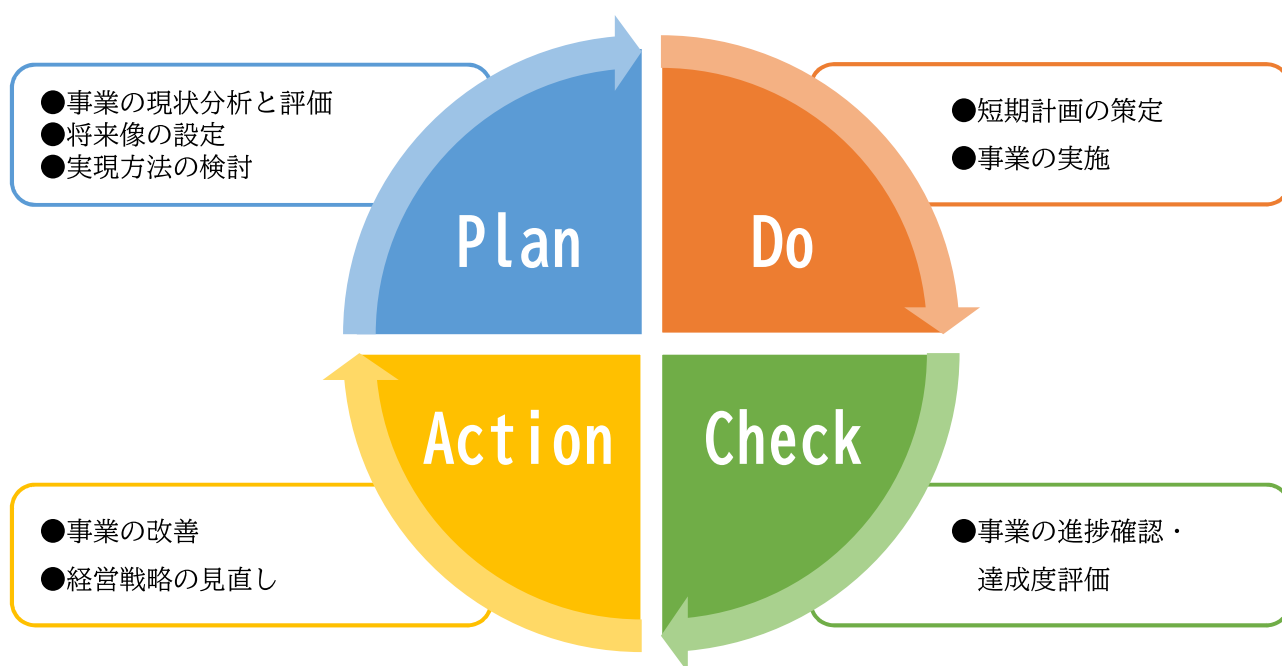 ●事業の現状分析と評価
●将来像の設定
●実現方法の検討
Plan
Do
●短期計画の策定
●事業の実施
Action
Check
●事業の改善
●経営戦略の見直し
●事業の進捗確認・
達成度評価